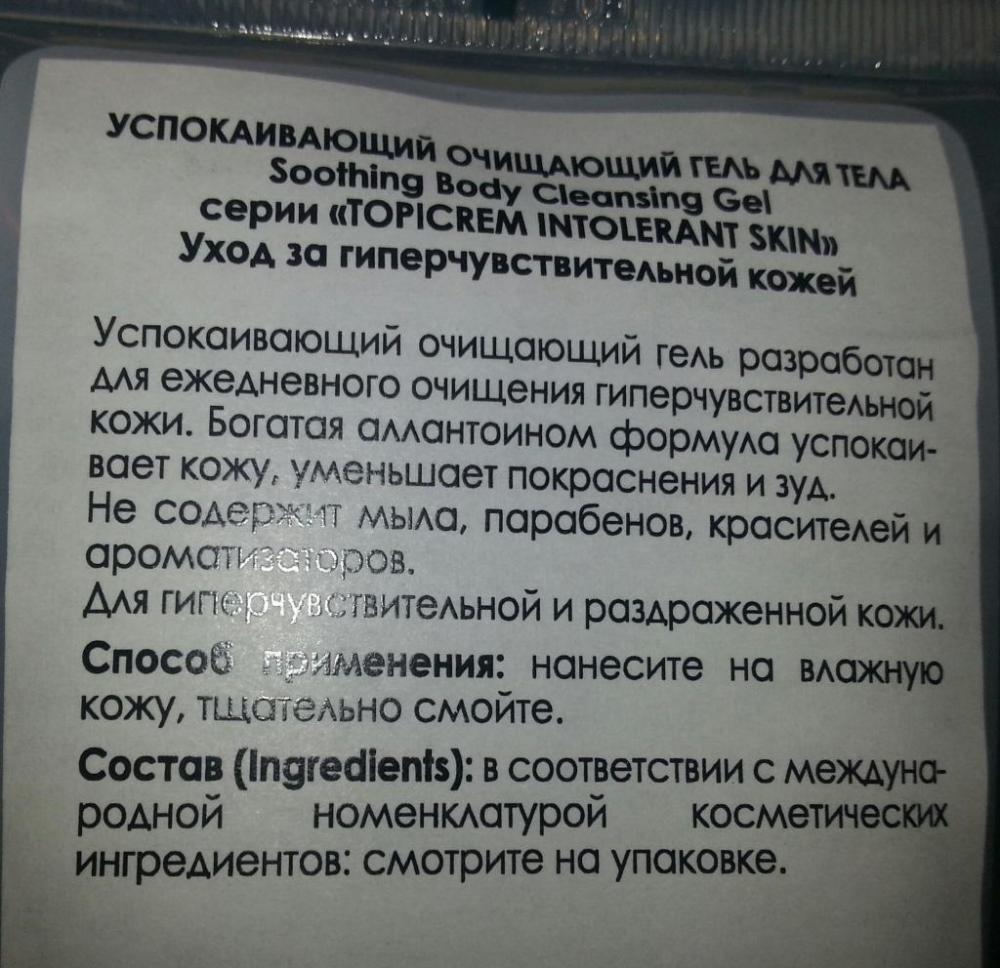 УСПОКАИВАЮЩИЙ ОЧИЩАЮЩИЙ ГЕЛЬ ДЛЯ ТЕЛА
Soothing Body Cleansing Gel
серии «TOPICREM INTOLERANT SKIN»
Уход за гиперчувствительной кожей
Успокаивающий очищающий гель разработан
для ежедневного очищения гиперчувствительной
кожи. Богатая аллантоином формула успокаи-
вает кожу, уменьшает покраснения и зуд.
Не содержит мыла, парабенов, красителей и
ароматизаторов.
Для гиперчувствительной и раздраженной кожи.
Способ применения: нанесите на влажную
кожу, тщательно смойте.
Состав (Ingredients): в соответствии с междуна-
родной номенклатурой косметических
ингредиентов: смотрите на упаковке.